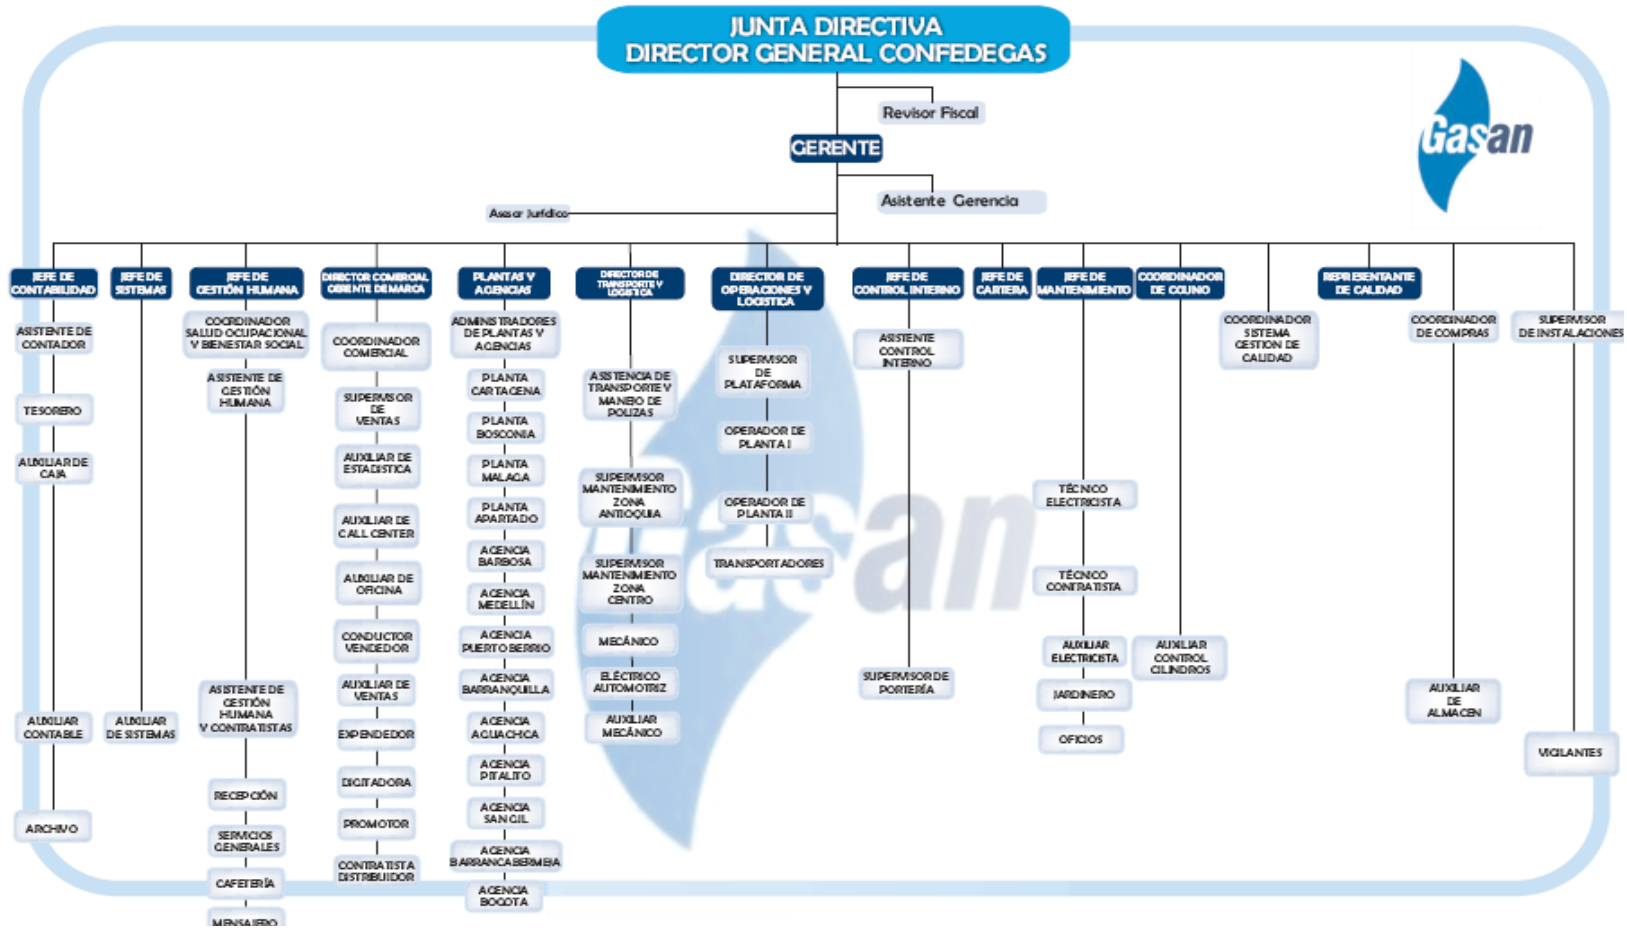 JUNTA DIRECTIVA
DIRECTOR GENERAL CONFEDEGAS
Revisor Fiscal
GERENTE
Asistente Gerencia
Asesor Jurídico
Gasan
JEFE DE
CONTABILIDAD
ASISTENTE DE
CONTADOR
TESORERO
AUXILIAR DE
CAJA
AUXILIAR
CONTABLE
ARCHIVO
JEFE DE
SISTEMAS
AUXILIAR
DE SISTEMAS
JEFE DE
GESTIÓN HUMANA
COORDINADOR
SALUD OCUPACIONAL
Y BIENESTAR SOCIAL
ASISTENTE DE
GESTIÓN
HUMANA
ASISTENTE DE
GESTIÓN
HUMANA
Y CONTRATISTAS
RECEPCIÓN
SERVICIOS
GENERALES
CAFETERÍA
MENSAJERO
DIRECTOR COMERCIAL
GERENTE DE MARCA
COORDINADOR
COMERCIAL
SUPERVISOR
DE
VENTAS
AUXILIAR DE
ESTADISTICA
AUXILIAR DE
CALL CENTER
AUXILIAR DE
OFICINA
CONDUCTOR
VENDEDOR
AUXILIAR DE
VENTAS
EXPENDEDOR
DIGITADORA
PROMOTOR
CONTRATISTA
DISTRIBUIDOR
PLANTAS Y
AGENCIAS
ADMINISTRADORES
DE PLANTAS Y
AGENCIAS
PLANTA
CARTAGENA
PLANTA
BOSCONIA
PLANTA
MALAGA
PLANTA
APARTADO
AGENCIA
BARBOSA
AGENCIA
MEDELLÍN
AGENCIA
PUERTO BERRIO
AGENCIA
BARRANQUILLA
AGENCIA
AGUACHICA
AGENCIA
PITALITO
AGENCIA
SAN GIL
AGENCIA
BARRANCABERMEJA
AGENCIA
BOGOTA
DIRECTOR DE
TRANSPORTE Y
LOGISTICA
ASISTENCIA DE
TRANSPORTE Y
MANEJO DE
POLIZAS
SUPERVISOR
MANTENIMIENTO
ZONA
ANTIOQUIA
SUPERVISOR
MANTENIMIENTO
ZONA
CENTRO
MECÁNICO
ELÉCTRICO
AUTOMOTRIZ
AUXILIAR
MECÁNICO
DIRECTOR DE
OPERACIONES Y
LOGISTICA
SUPERVISOR
DE
PLATAFORMA
OPERADOR DE
PLANTA I
OPERADOR DE
PLANTA II
TRANSPORTADORES
JEFE DE
CONTROL INTERNO
ASISTENTE
CONTROL
INTERNO
SUPERVISOR DE
PORTERÍA
JEFE DE
CARTERA
JEFE DE
MANTENIMIENTO
TÉCNICO
ELECTRICISTA
TÉCNICO
CONTRATISTA
AUXILIAR
ELECTRICISTA
JARDINERO
OFICIOS
COORDINADOR
DE CGUNO
AUXILIAR
CONTROL
CILINDROS
COORDINADOR
SISTEMA
GESTION DE
CALIDAD
REPRESENTANTE
DE CALIDAD
COORDINADOR
DE COMPRAS
AUXILIAR
DE
ALMACEN
SUPERVISOR
DE INSTALACIONES
VIGILANTES
Gasan